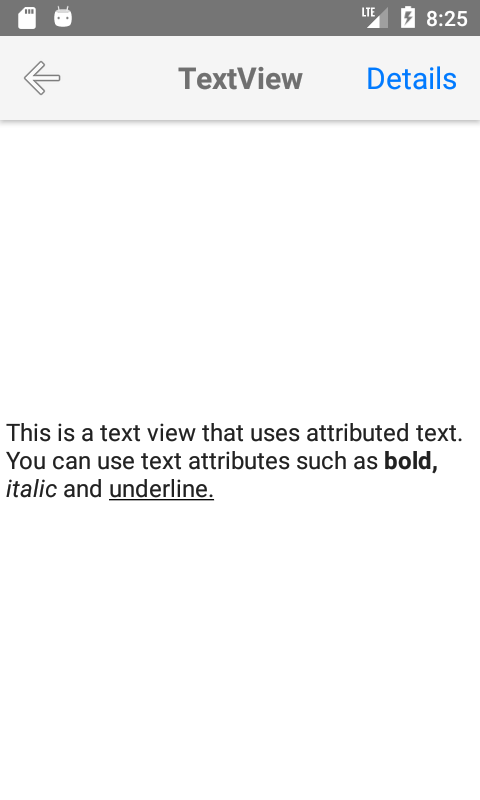 LTE 8:25
TextView Details
This is a text view that uses attributed text.
You can use text attributes such as bold,
italic and underline.